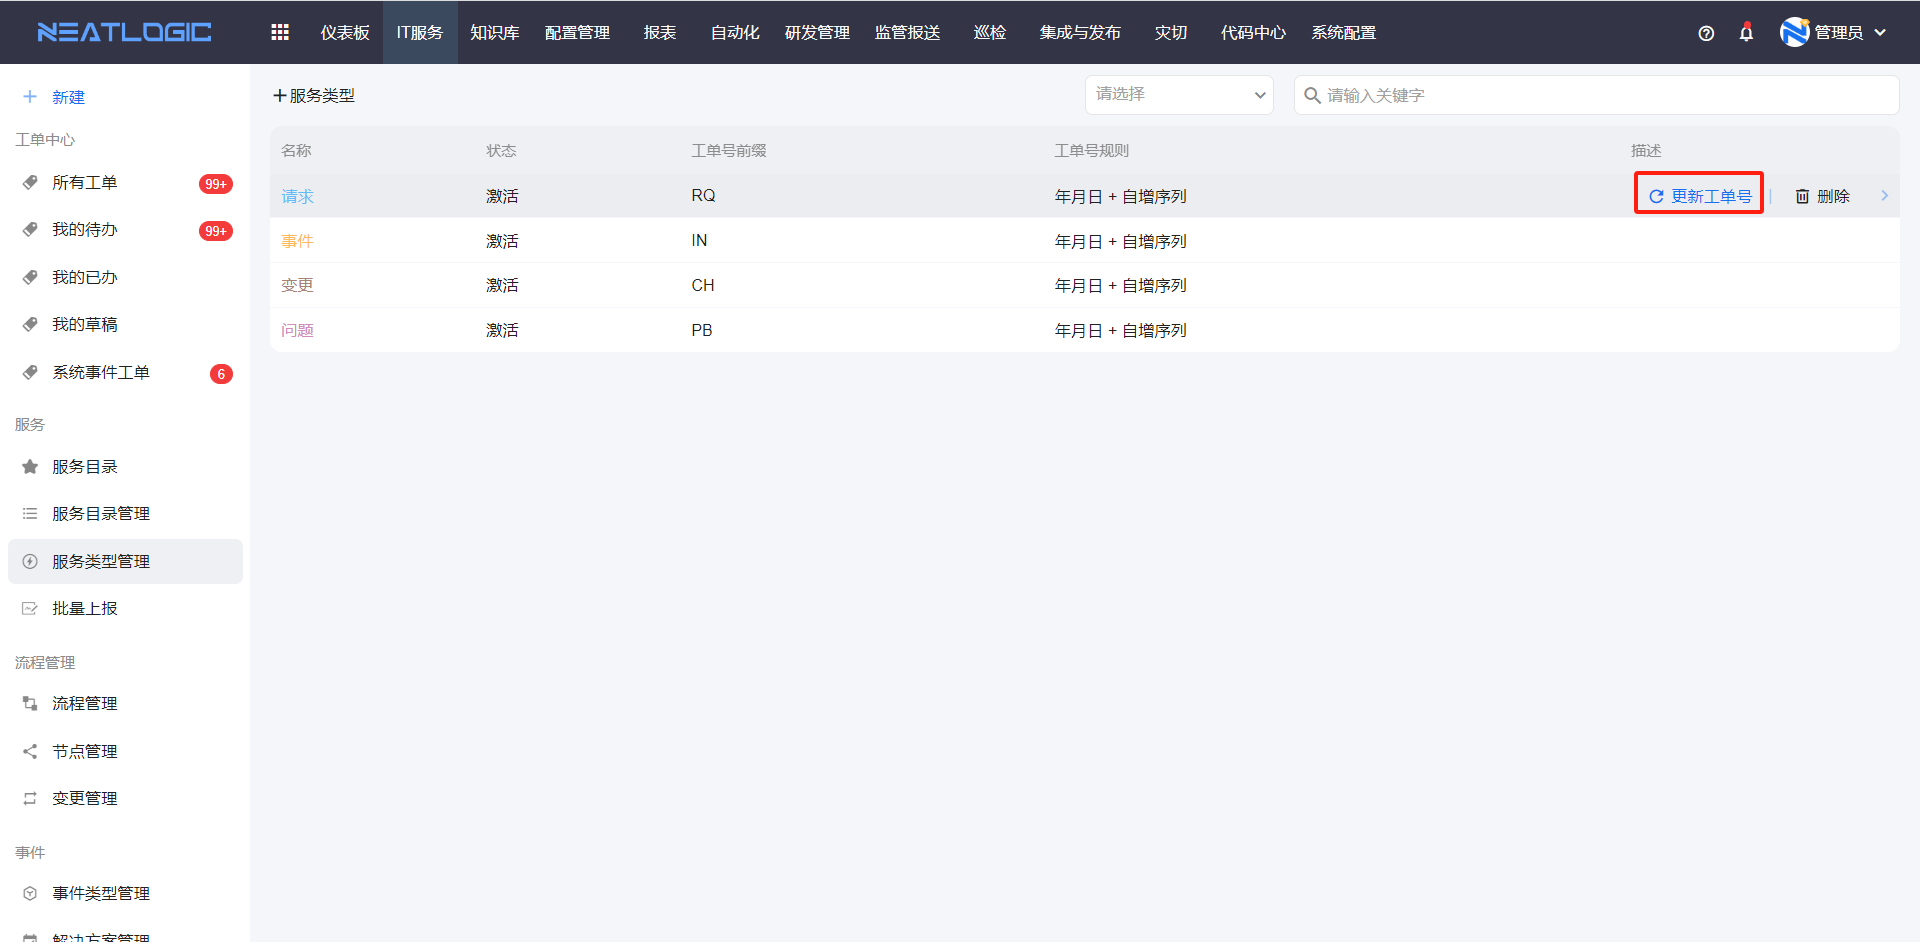 NEATLOGIC
仪表板 IT服务 知识库 配置管理 报表 自动化 研发管理 监管报送 巡检 集成与发布 灾切 代码中心 系统配置 管理员
新建
工单中心
所有工单 99+
我的待办 99+
我的已办
我的草稿
系统事件工单 6
服务
服务目录
服务目录管理
服务类型管理
批量上报
流程管理
流程管理
节点管理
变更管理
事件
事件类型管理
解决方案管理
服务类型 请选择 请输入关键字
名称 状态 工单号前缀 工单号规则 描述
请求 激活 RQ 年月日 + 自增序列 更新工单号 删除
事件 激活 IN 年月日 + 自增序列
变更 激活 CH 年月日 + 自增序列
问题 激活 PB 年月日 + 自增序列